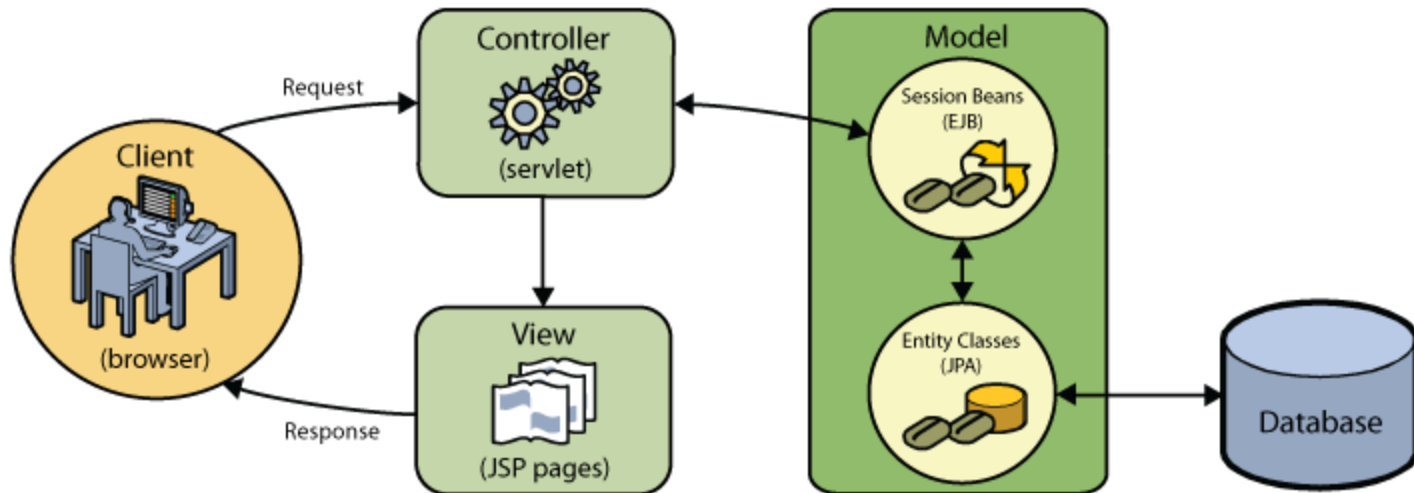 Client
(browser)
Request
Controller
(servlet)
View
(JSP pages)
Response
Model
Session Beans
(EJB)
Entity Classes
(JPA)
Database